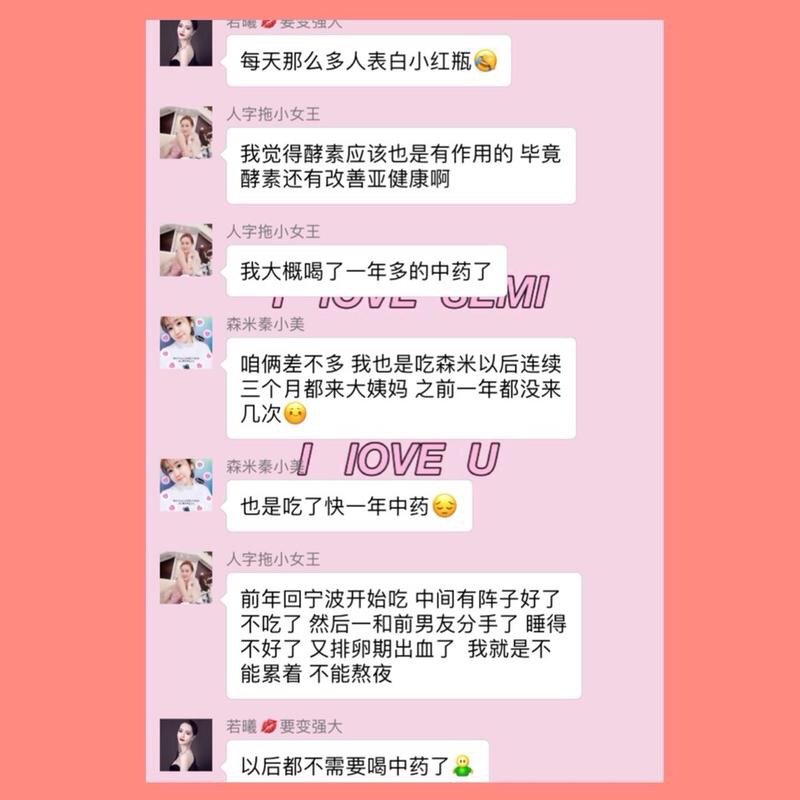 若曦💋要变强大
每天那么多人表白小红瓶🤣
人字拖小女王
我觉得酵素应该也是有作用的 毕竟
酵素还有改善亚健康啊
人字拖小女王
我大概喝了一年多的中药了
I lOVE SEMI
森米秦小美
咱俩差不多 我也是吃森米以后连续
三个月都来大姨妈 之前一年都没来
几次☺️
I lOVE U
森米秦小美
也是吃了快一年中药😔
人字拖小女王
前年回宁波开始吃 中间有阵子好了
不吃了 然后一和前男友分手了 睡得
不好了 又排卵期出血了 我就是不
能累着 不能熬夜
若曦💋要变强大
以后都不需要喝中药了